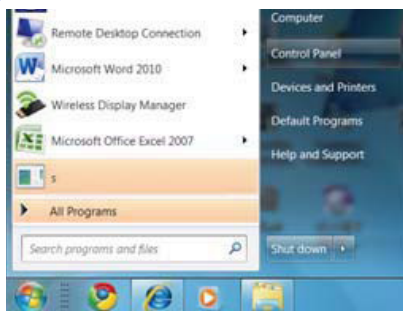 Remote Desktop Connection
Microsoft Word 2010
Wireless Display Manager
Microsoft Office Excel 2007
s
All Programs
Search programs and files
Computer
Control Panel
Devices and Printers
Default Programs
Help and Support
Shut down